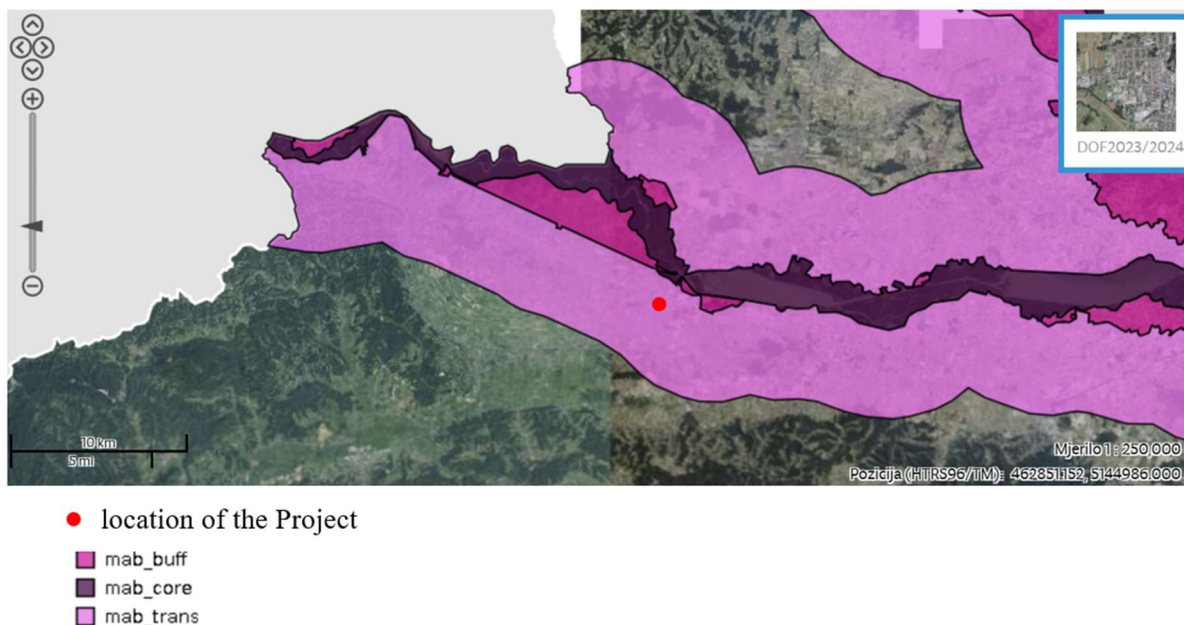 DOF2023/2024
10 km
5 mi
Mjerilo 1 : 250,000
Pozicija (HTRS96/TM): 462851.152, 5144986.000
location of the Project
mab_buff
mab_core
mab_trans